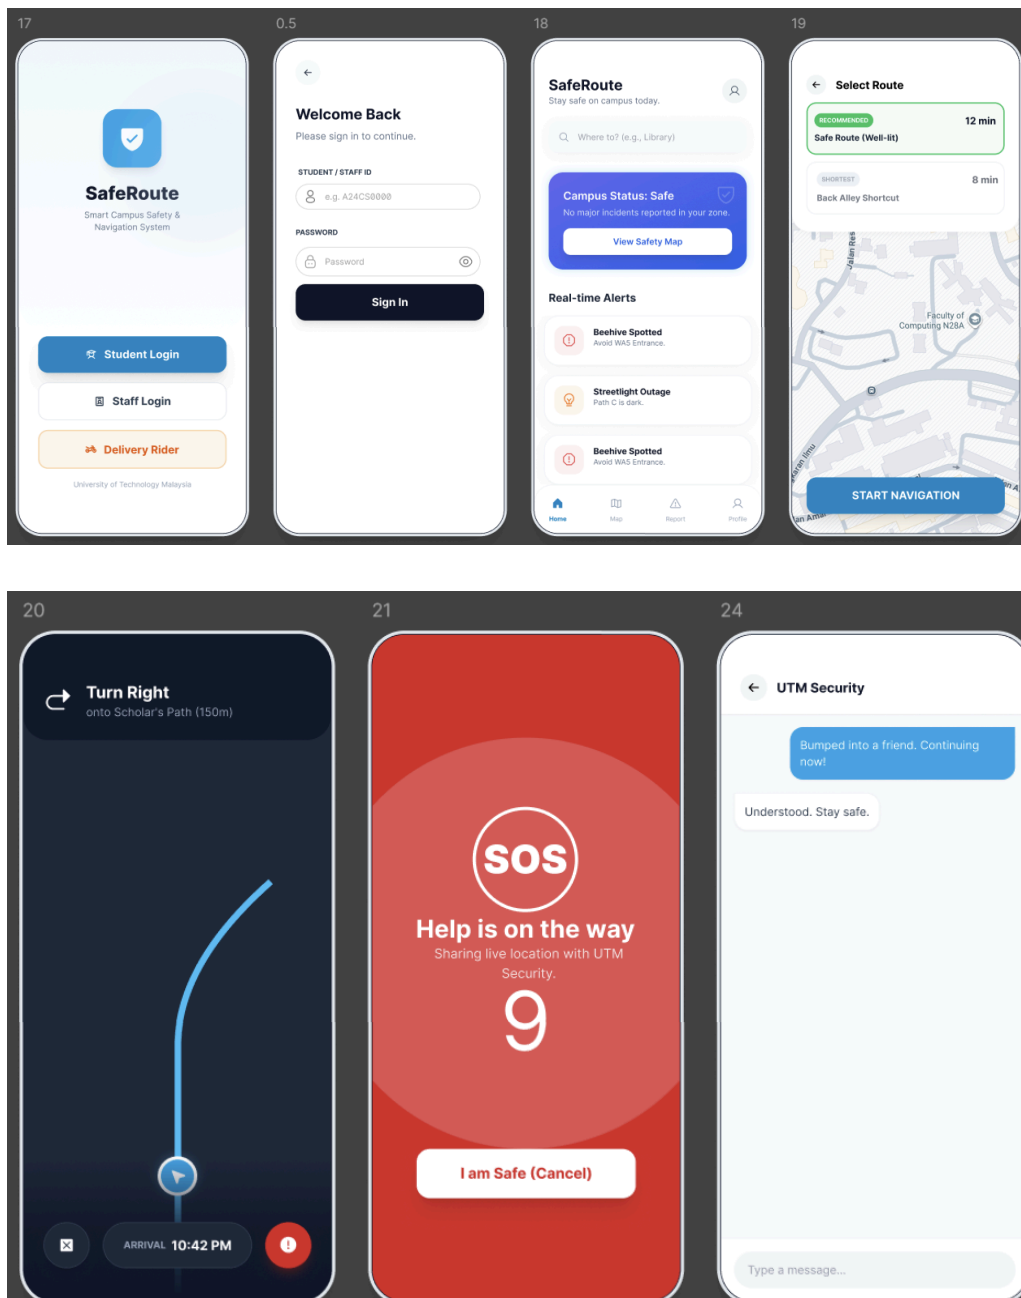 17
SafeRoute
Smart Campus Safety &
Navigation System
Student Login
Staff Login
Delivery Rider
University of Technology Malaysia
0.5
Welcome Back
Please sign in to continue.
STUDENT / STAFF ID
e.g. A24CS0000
PASSWORD
Password
Sign In
18
SafeRoute
Stay safe on campus today.
Where to? (e.g., Library)
Campus Status: Safe
No major incidents reported in your zone.
View Safety Map
Real-time Alerts
Beehive Spotted
Avoid WA5 Entrance.
Streetlight Outage
Path C is dark.
Beehive Spotted
Avoid WA5 Entrance.
Home
Map
Report
Profile
19
Select Route
RECOMMENDED
12 min
Safe Route (Well-lit)
SHORTEST
8 min
Back Alley Shortcut
Jalan Res
Faculty of
Computing N28A
aran Ilmu
START NAVIGATION
20
Turn Right
onto Scholar's Path (150m)
ARRIVAL 10:42 PM
21
SOS
Help is on the way
Sharing live location with UTM
Security.
9
I am Safe (Cancel)
24
UTM Security
Bumped into a friend. Continuing
now!
Understood. Stay safe.
Type a message...